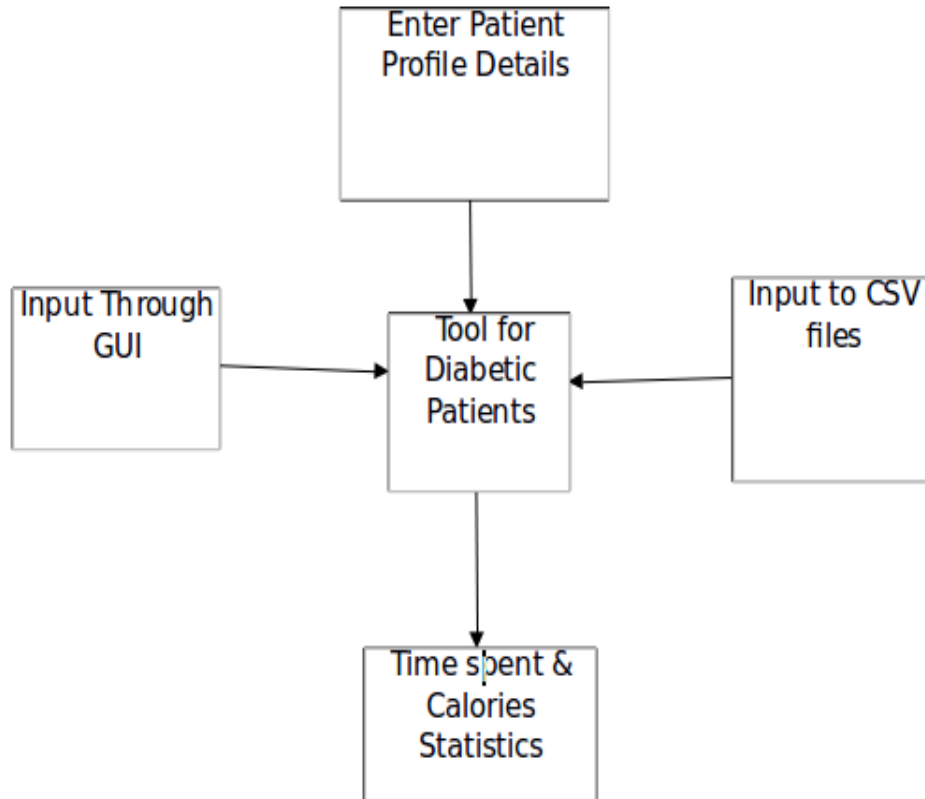 Enter Patient
Profile Details
Input Through
GUI
Tool for
Diabetic
Patients
Input to CSV
files
Time spent &
Calories
Statistics